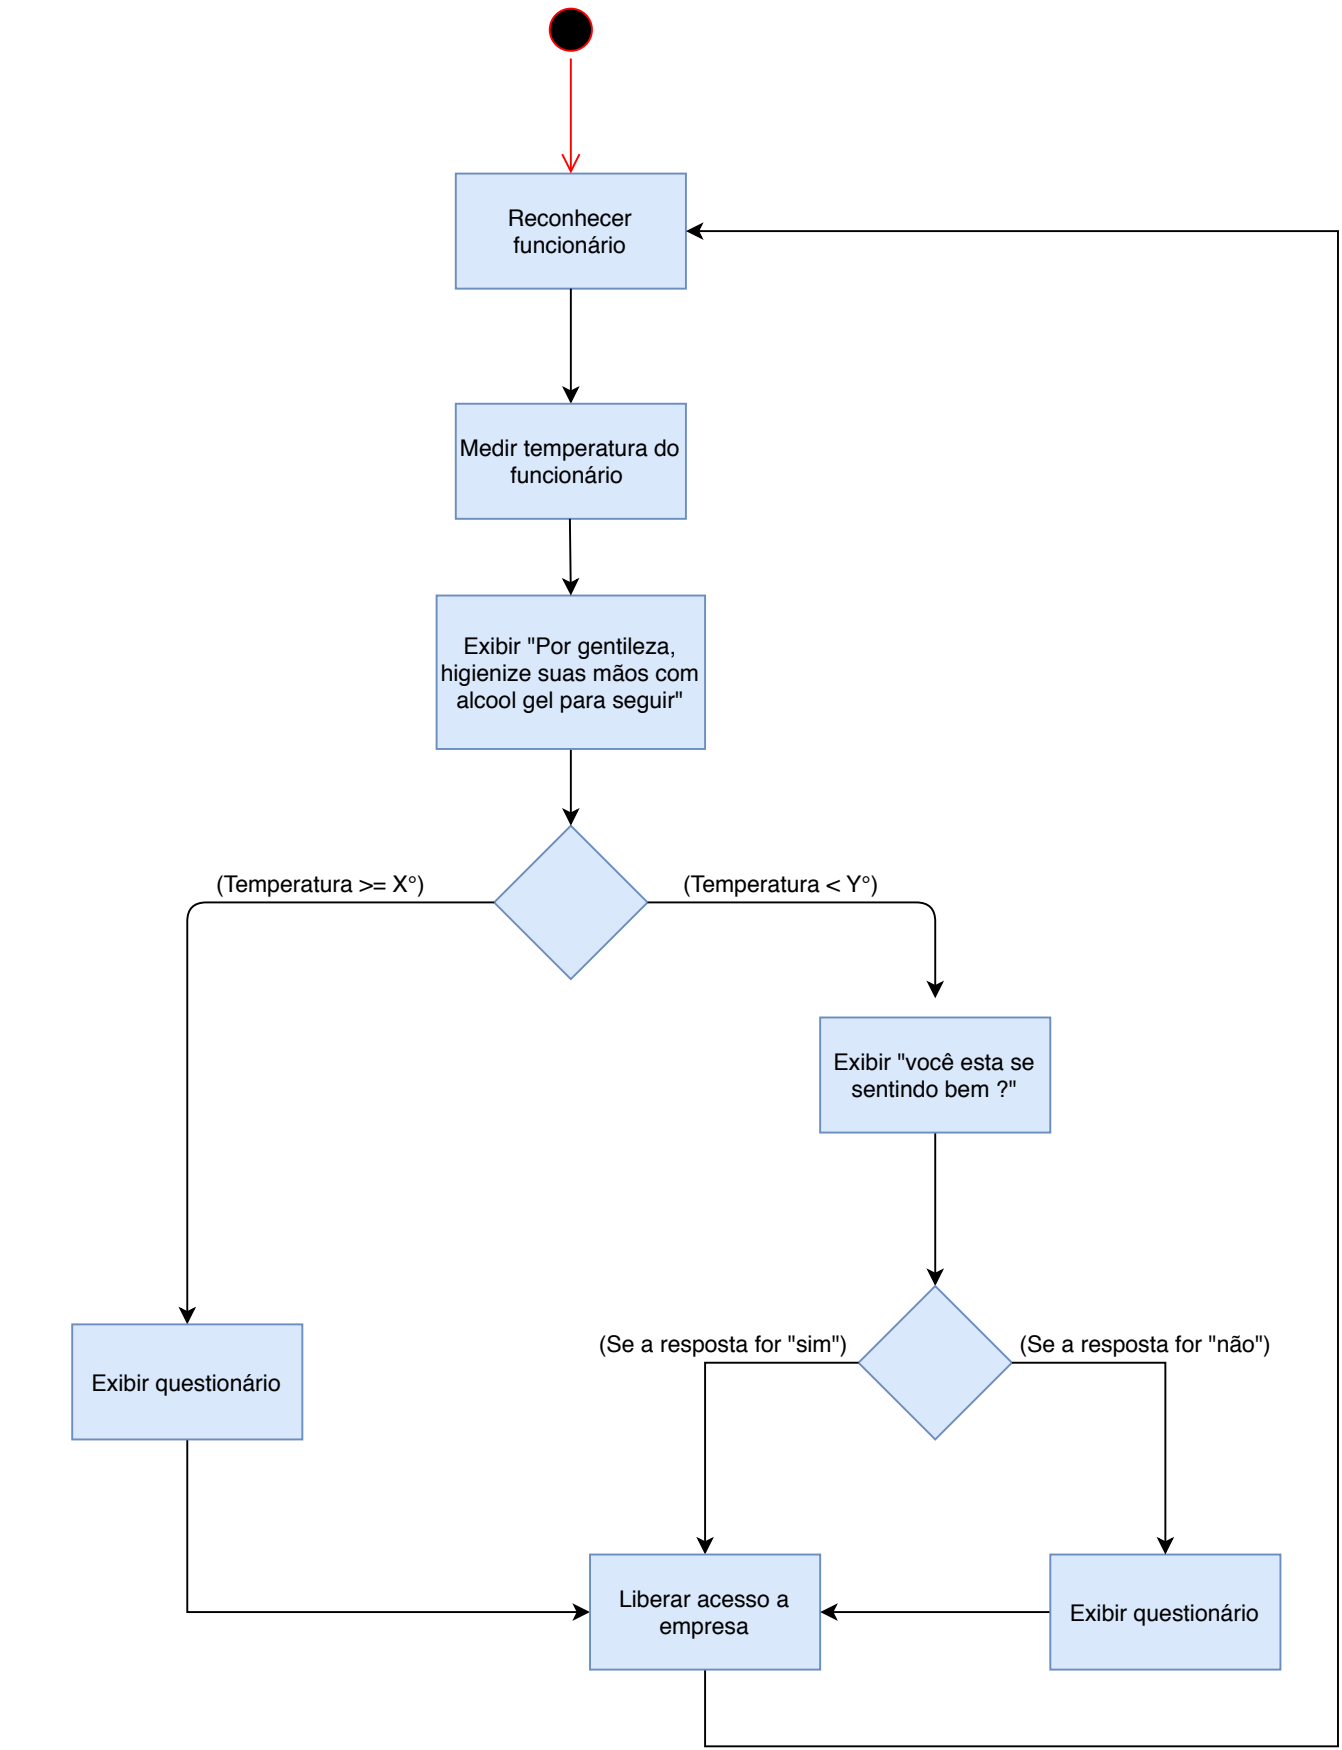 Reconhecer
funcionário
Medir temperatura do
funcionário
Exibir "Por gentileza,
higienize suas mãos com
alcool gel para seguir"
(Temperatura >= X°)
(Temperatura < Y°)
Exibir "você esta se
sentindo bem ?"
(Se a resposta for "sim")
(Se a resposta for "não")
Exibir questionário
Liberar acesso a
empresa
Exibir questionário